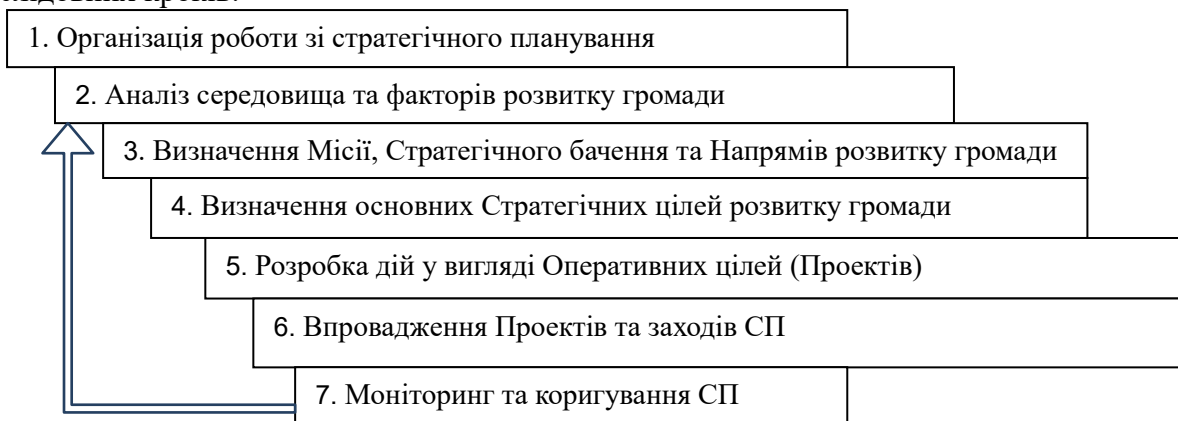 1. Організація роботи зі стратегічного планування
2. Аналіз середовища та факторів розвитку громади
3. Визначення Місії, Стратегічного бачення та Напрямів розвитку громади
4. Визначення основних Стратегічних цілей розвитку громади
5. Розробка дій у вигляді Оперативних цілей (Проектів)
6. Впровадження Проектів та заходів СП
7. Моніторинг та коригування СП